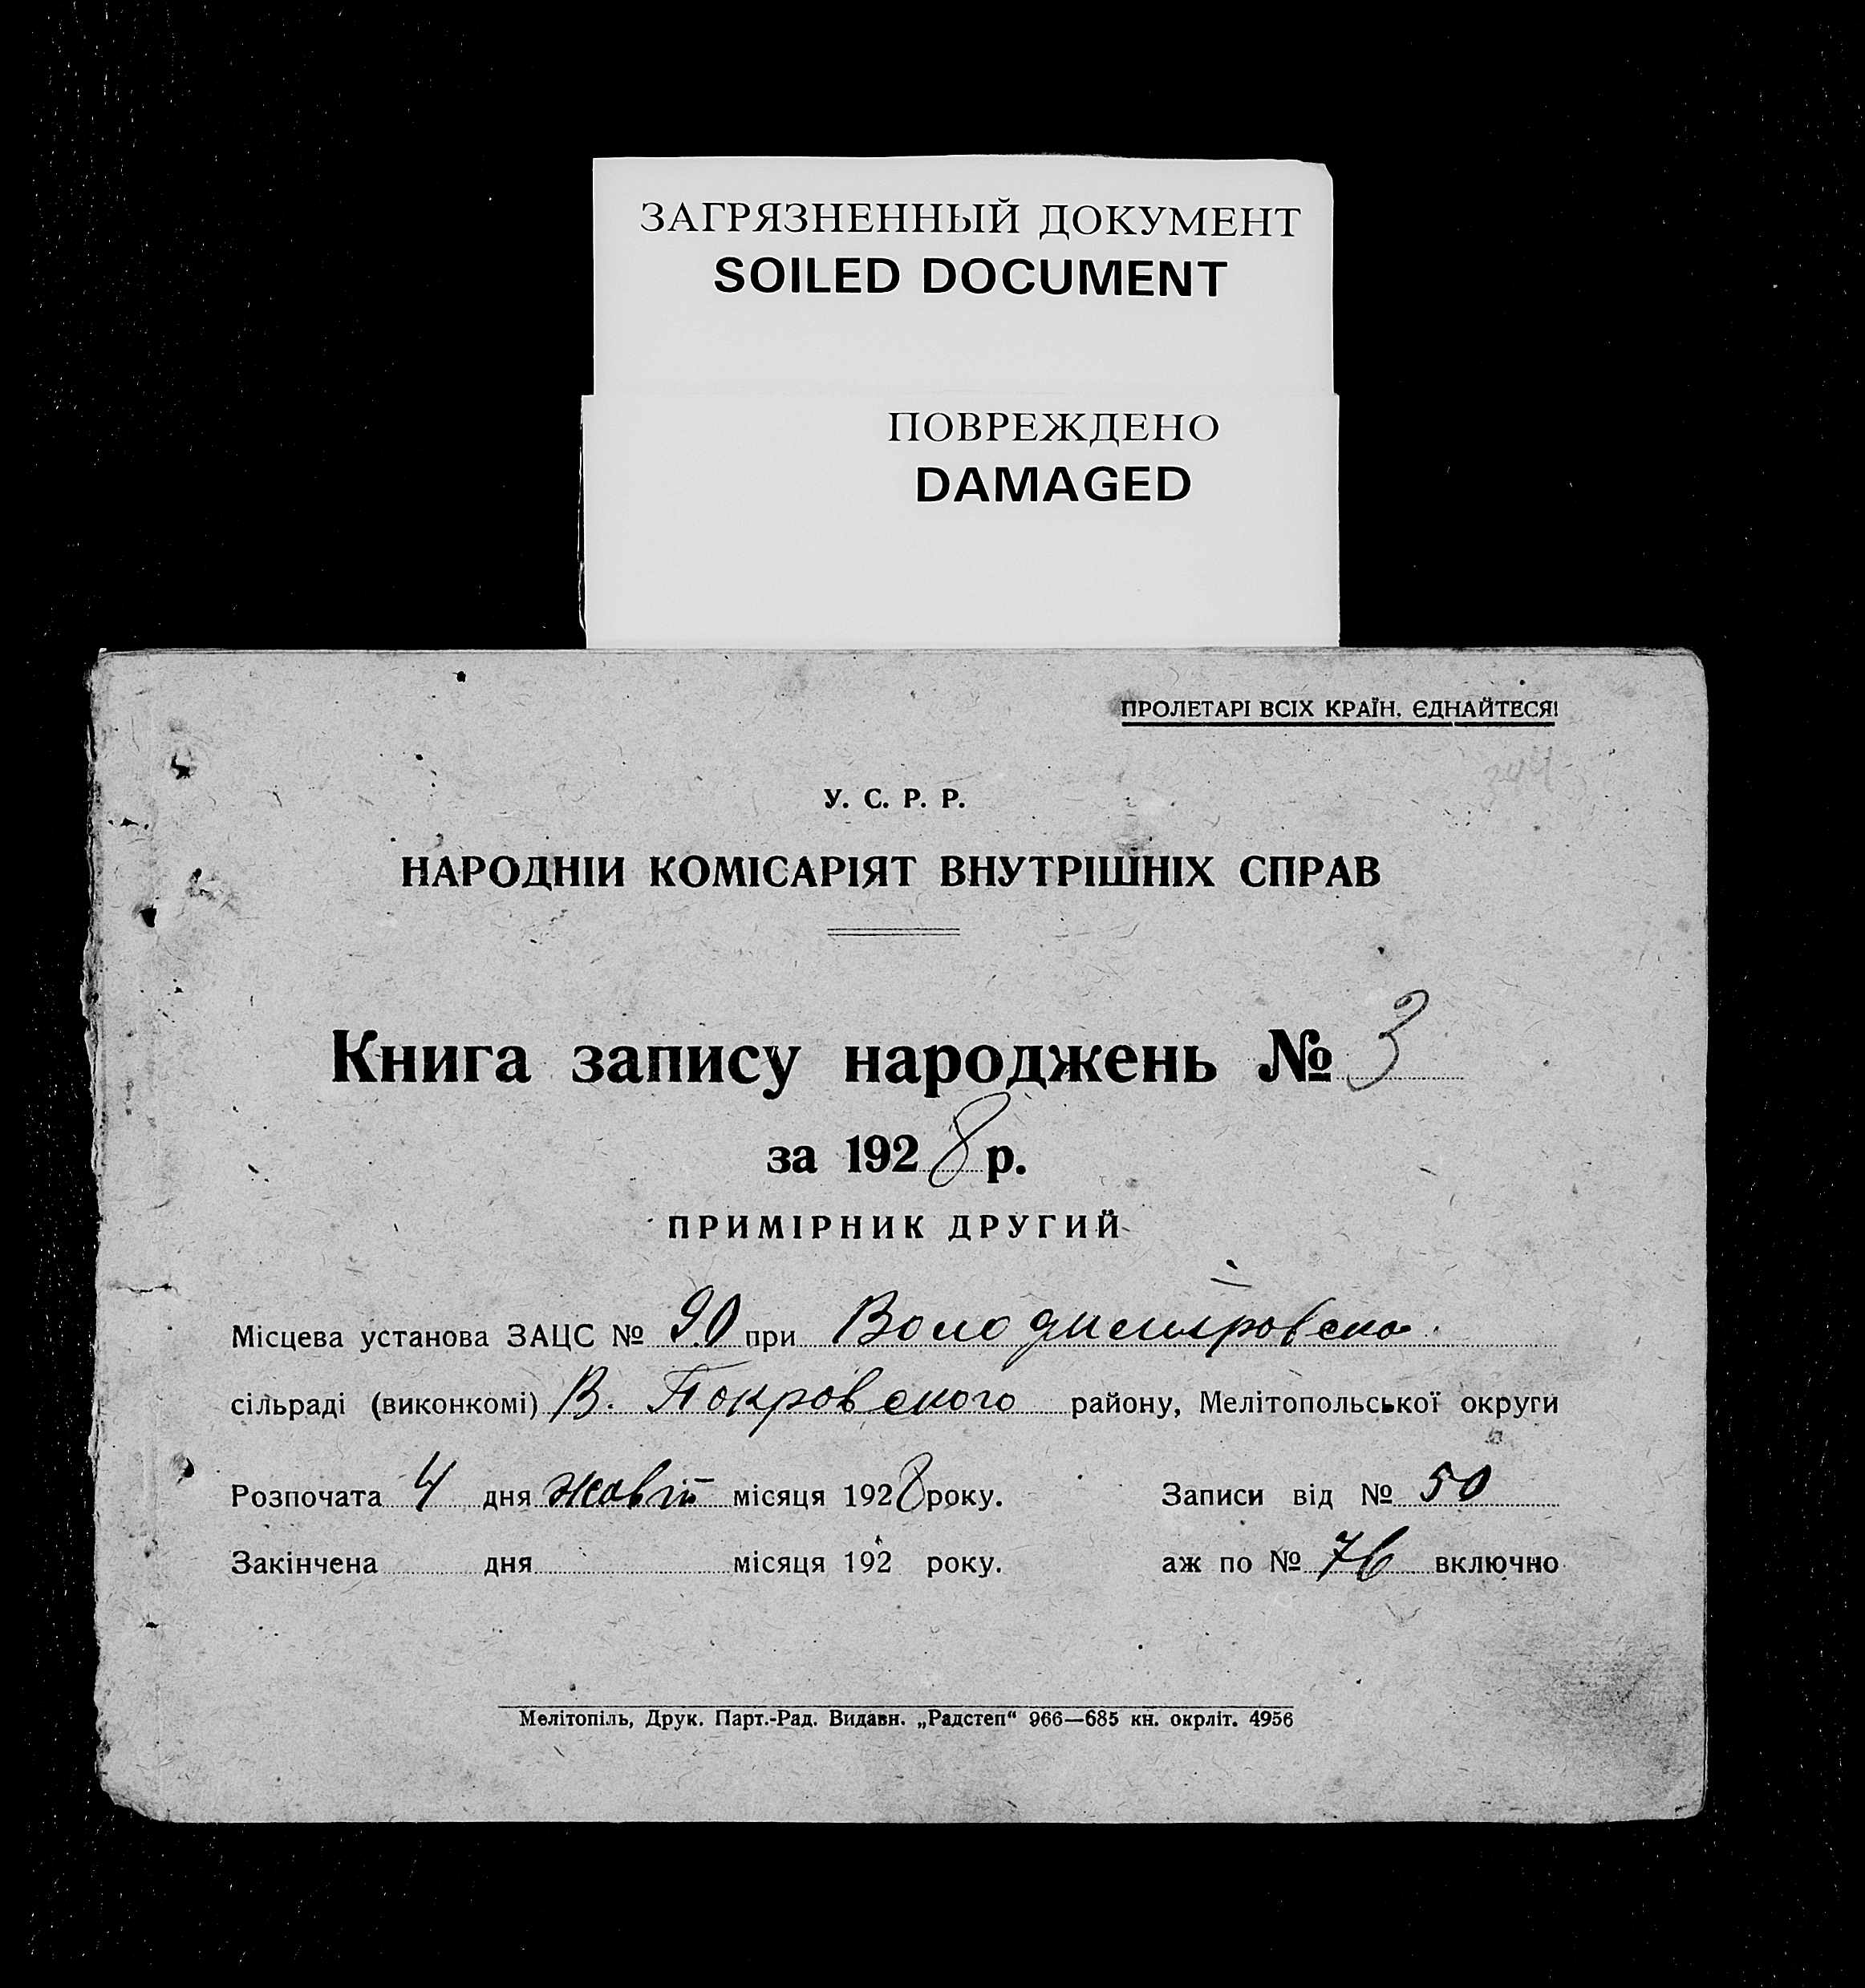 ЗАГРЯЗНЕННЫЙ ДОКУМЕНТ
SOILED DOCUMENT
ПОВРЕЖДЕНО
DAMAGED
ПРОЛЕТАРІ ВСІХ КРАЇН, ЄДНАЙТЕСЯ!
244
У. С. Р. Р.
НАРОДНІИ КОМІСАРІЯТ ВНУТРІШНІХ СПРАВ
Книга запису народжень № 3
за 1928 р.
ПРИМІРНИК ДРУГИЙ
Місцева установа ЗАЦС № 90 при
сільраді (виконкомі) В. Покровского району, Мелітопольської округи
Розпочата 4 дня місяця 1928 року. Записи від № 50
Закінчена дня місяця 192 року. аж по № 76 включно
Мелітопіль, Друк. Парт.-Рад. Видавн. „Радстеп“ 966—685 кн. окрліт. 4956